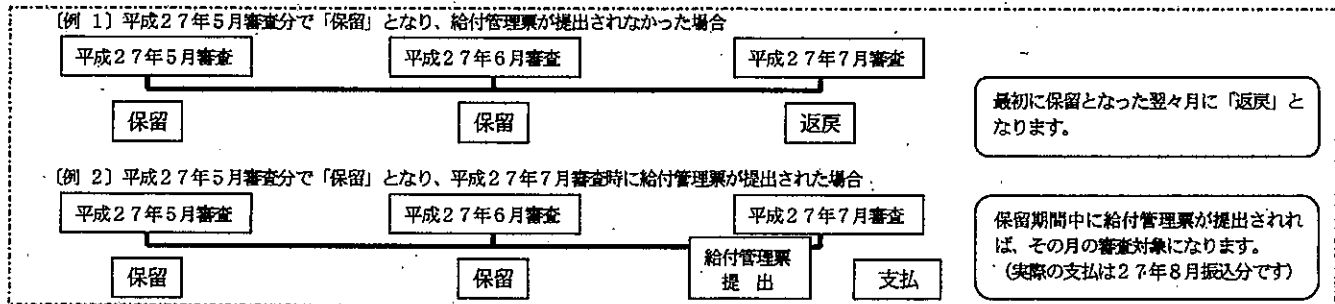 〔例 1〕平成27年5月審査分で「保留」となり、給付管理票が提出されなかった場合
平成27年5月審査
平成27年6月審査
平成27年7月審査
保留
保留
返戻
最初に保留となった翌々月に「返戻」と
なります。
〔例 2〕平成27年5月審査分で「保留」となり、平成27年7月審査時に給付管理票が提出された場合
平成27年5月審査
平成27年6月審査
平成27年7月審査
保留
保留
給付管理票
提 出
支払
保留期間中に給付管理票が提出されれ
ば、その月の審査対象になります。
(実際の支払は27年8月振込分です)